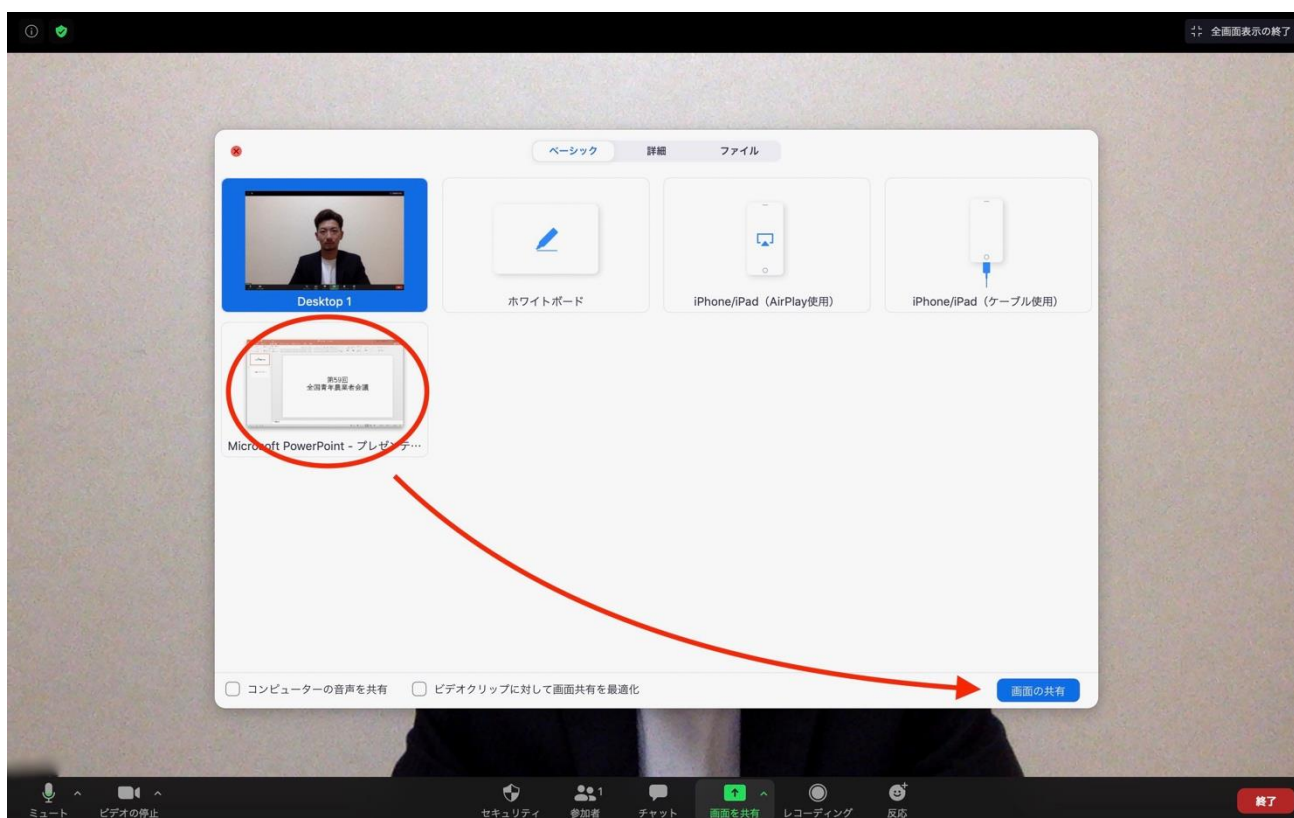 全画面表示の終了
ベーシック
詳細
ファイル
Desktop 1
ホワイトボード
iPhone/iPad（AirPlay使用）
iPhone/iPad（ケーブル使用）
第59回
全国青年農業者会議
Microsoft PowerPoint - プレゼンテ…
コンピューターの音声を共有
ビデオクリップに対して画面共有を最適化
画面の共有
ミュート
ビデオの停止
セキュリティ
1
参加者
チャット
画面を共有
レコーディング
反応
終了